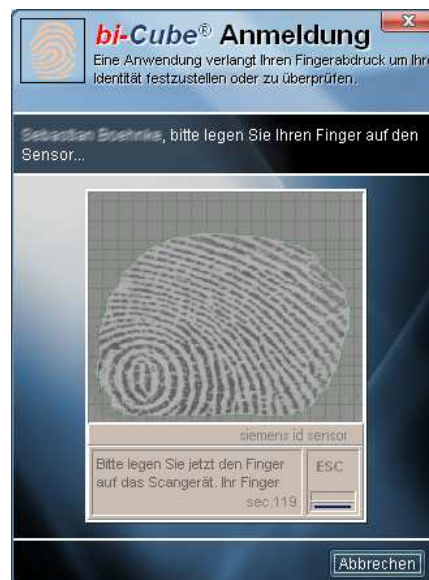 bi-Cube® Anmeldung
Eine Anwendung verlangt Ihren Fingerabdruck um Ihre
Identität festzustellen oder zu überprüfen.
, bitte legen Sie Ihren Finger auf den
Sensor...
siemens id sensor
Bitte legen Sie jetzt den Finger
auf das Scangerät. Ihr Finger
sec.119
ESC
Abbrechen